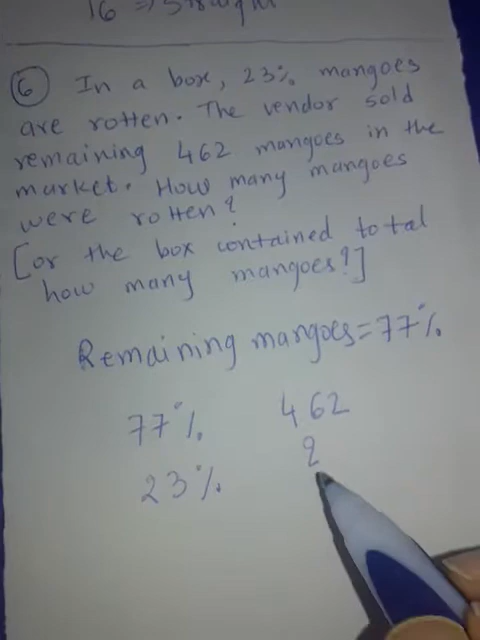 16 =>
6 In a box, 23% mangoes
are rotten. The vendor sold
remaining 462 mangoes in the
market. How many mangoes
were rotten?
[or the box contained total
how many mangoes?]
Remaining mangoes=77%
77% 462
23% ?